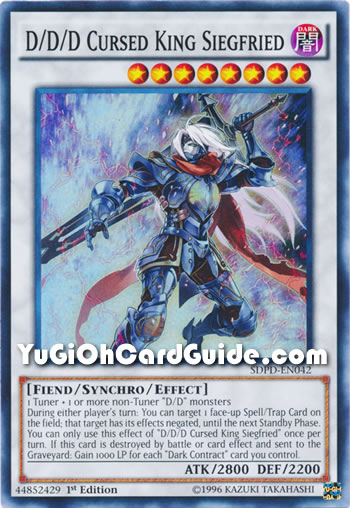 D/D/D CURSED KING SIEGFRIED
DARK
闇
YuGiOhCardGuide.com
SDPD-EN042
[FIEND/SYNCHRO/EFFECT]
1 Tuner + 1 or more non-Tuner "D/D" monsters
During either player's turn: You can target 1 face-up Spell/Trap Card on
the field; that target has its effects negated, until the next Standby Phase.
You can only use this effect of "D/D/D Cursed King Siegfried" once per
turn. If this card is destroyed by battle or card effect and sent to the
Graveyard: Gain 1000 LP for each "Dark Contract" card you control.
ATK/2800 DEF/2200
44852429 1st Edition ©1996 KAZUKI TAKAHASHI